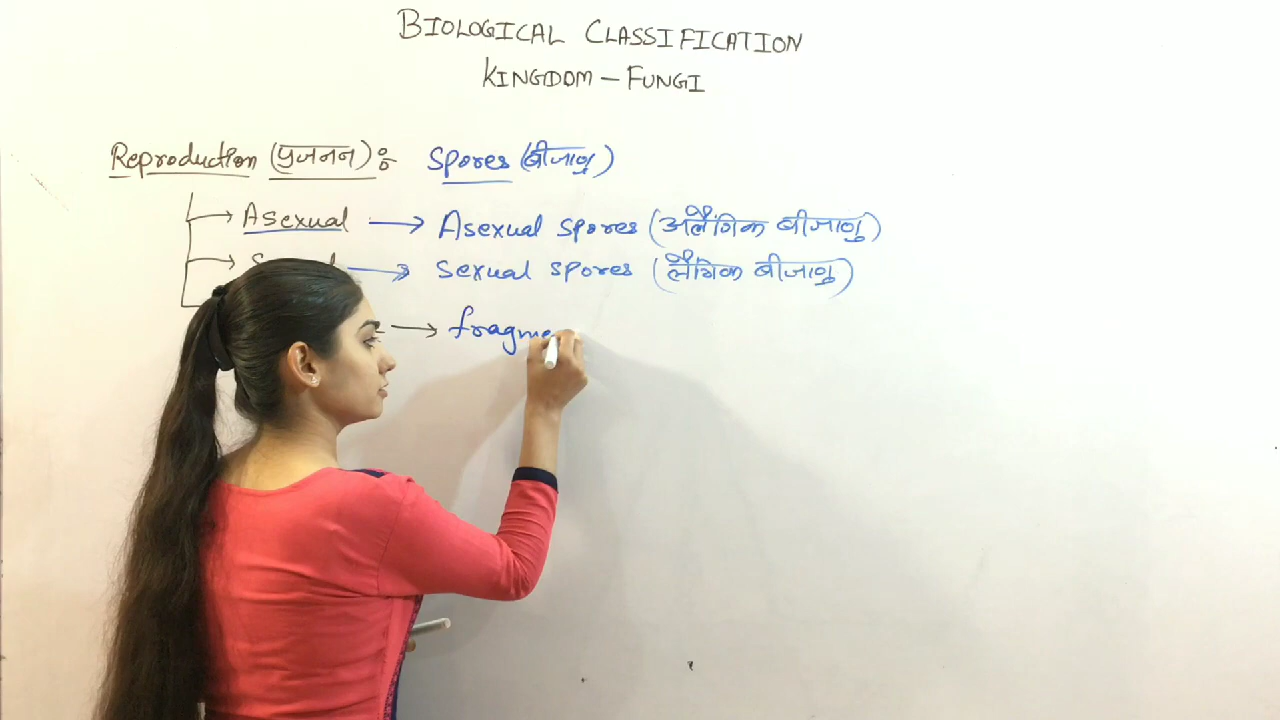 BIOLOGICAL CLASSIFICATION
KINGDOM – FUNGI
Reproduction (प्रजनन) : Spores (बीजाणु)
Asexual → Asexual spores (अलैंगिक बीजाणु)
→ Sexual spores (लैंगिक बीजाणु)
→ fragme